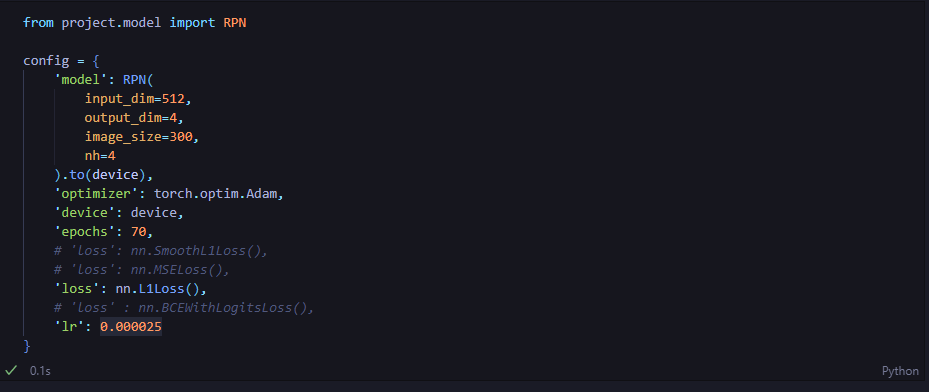 from project.model import RPN

config = {
    'model': RPN(
        input_dim=512,
        output_dim=4,
        image_size=300,
        nh=4
    ).to(device),
    'optimizer': torch.optim.Adam,
    'device': device,
    'epochs': 70,
    # 'loss': nn.SmoothL1Loss(),
    # 'loss': nn.MSELoss(),
    'loss': nn.L1Loss(),
    # 'loss' : nn.BCEWithLogitsLoss(),
    'lr': 0.000025
}
0.1s Python